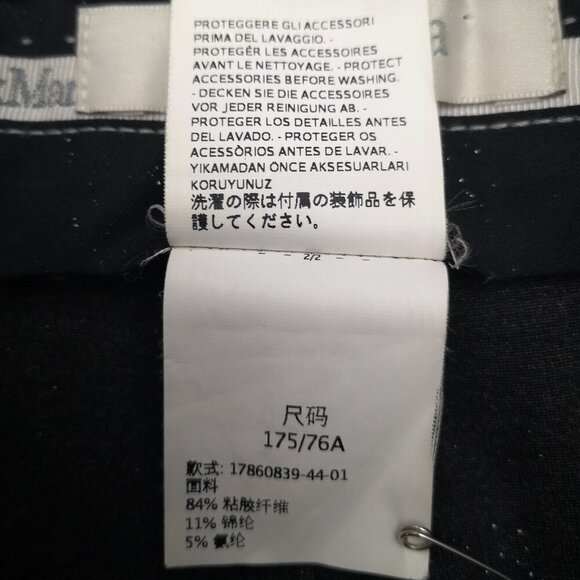 PROTEGGERE GLI ACCESSORI
PRIMA DEL LAVAGGIO. -
PROTÉGER LES ACCESSOIRES
AVANT LE NETTOYAGE. - PROTECT
ACCESSORIES BEFORE WASHING.
- DECKEN SIE DIE ACCESSOIRES
VOR JEDER REINIGUNG AB. -
PROTEGER LOS DETALLES ANTES
DEL LAVADO. - PROTEGER OS
ACESSÒRIOS ANTES DE LAVAR. -
YIKAMADAN ÖNCE AKSESUARLARI
KORUYUNUZ
洗濯の際は付属の装飾品を保
護してください。
2/2
尺码
175/76A
款式: 17860839-44-01
面料
84% 粘胶纤维
11% 锦纶
5% 氨纶